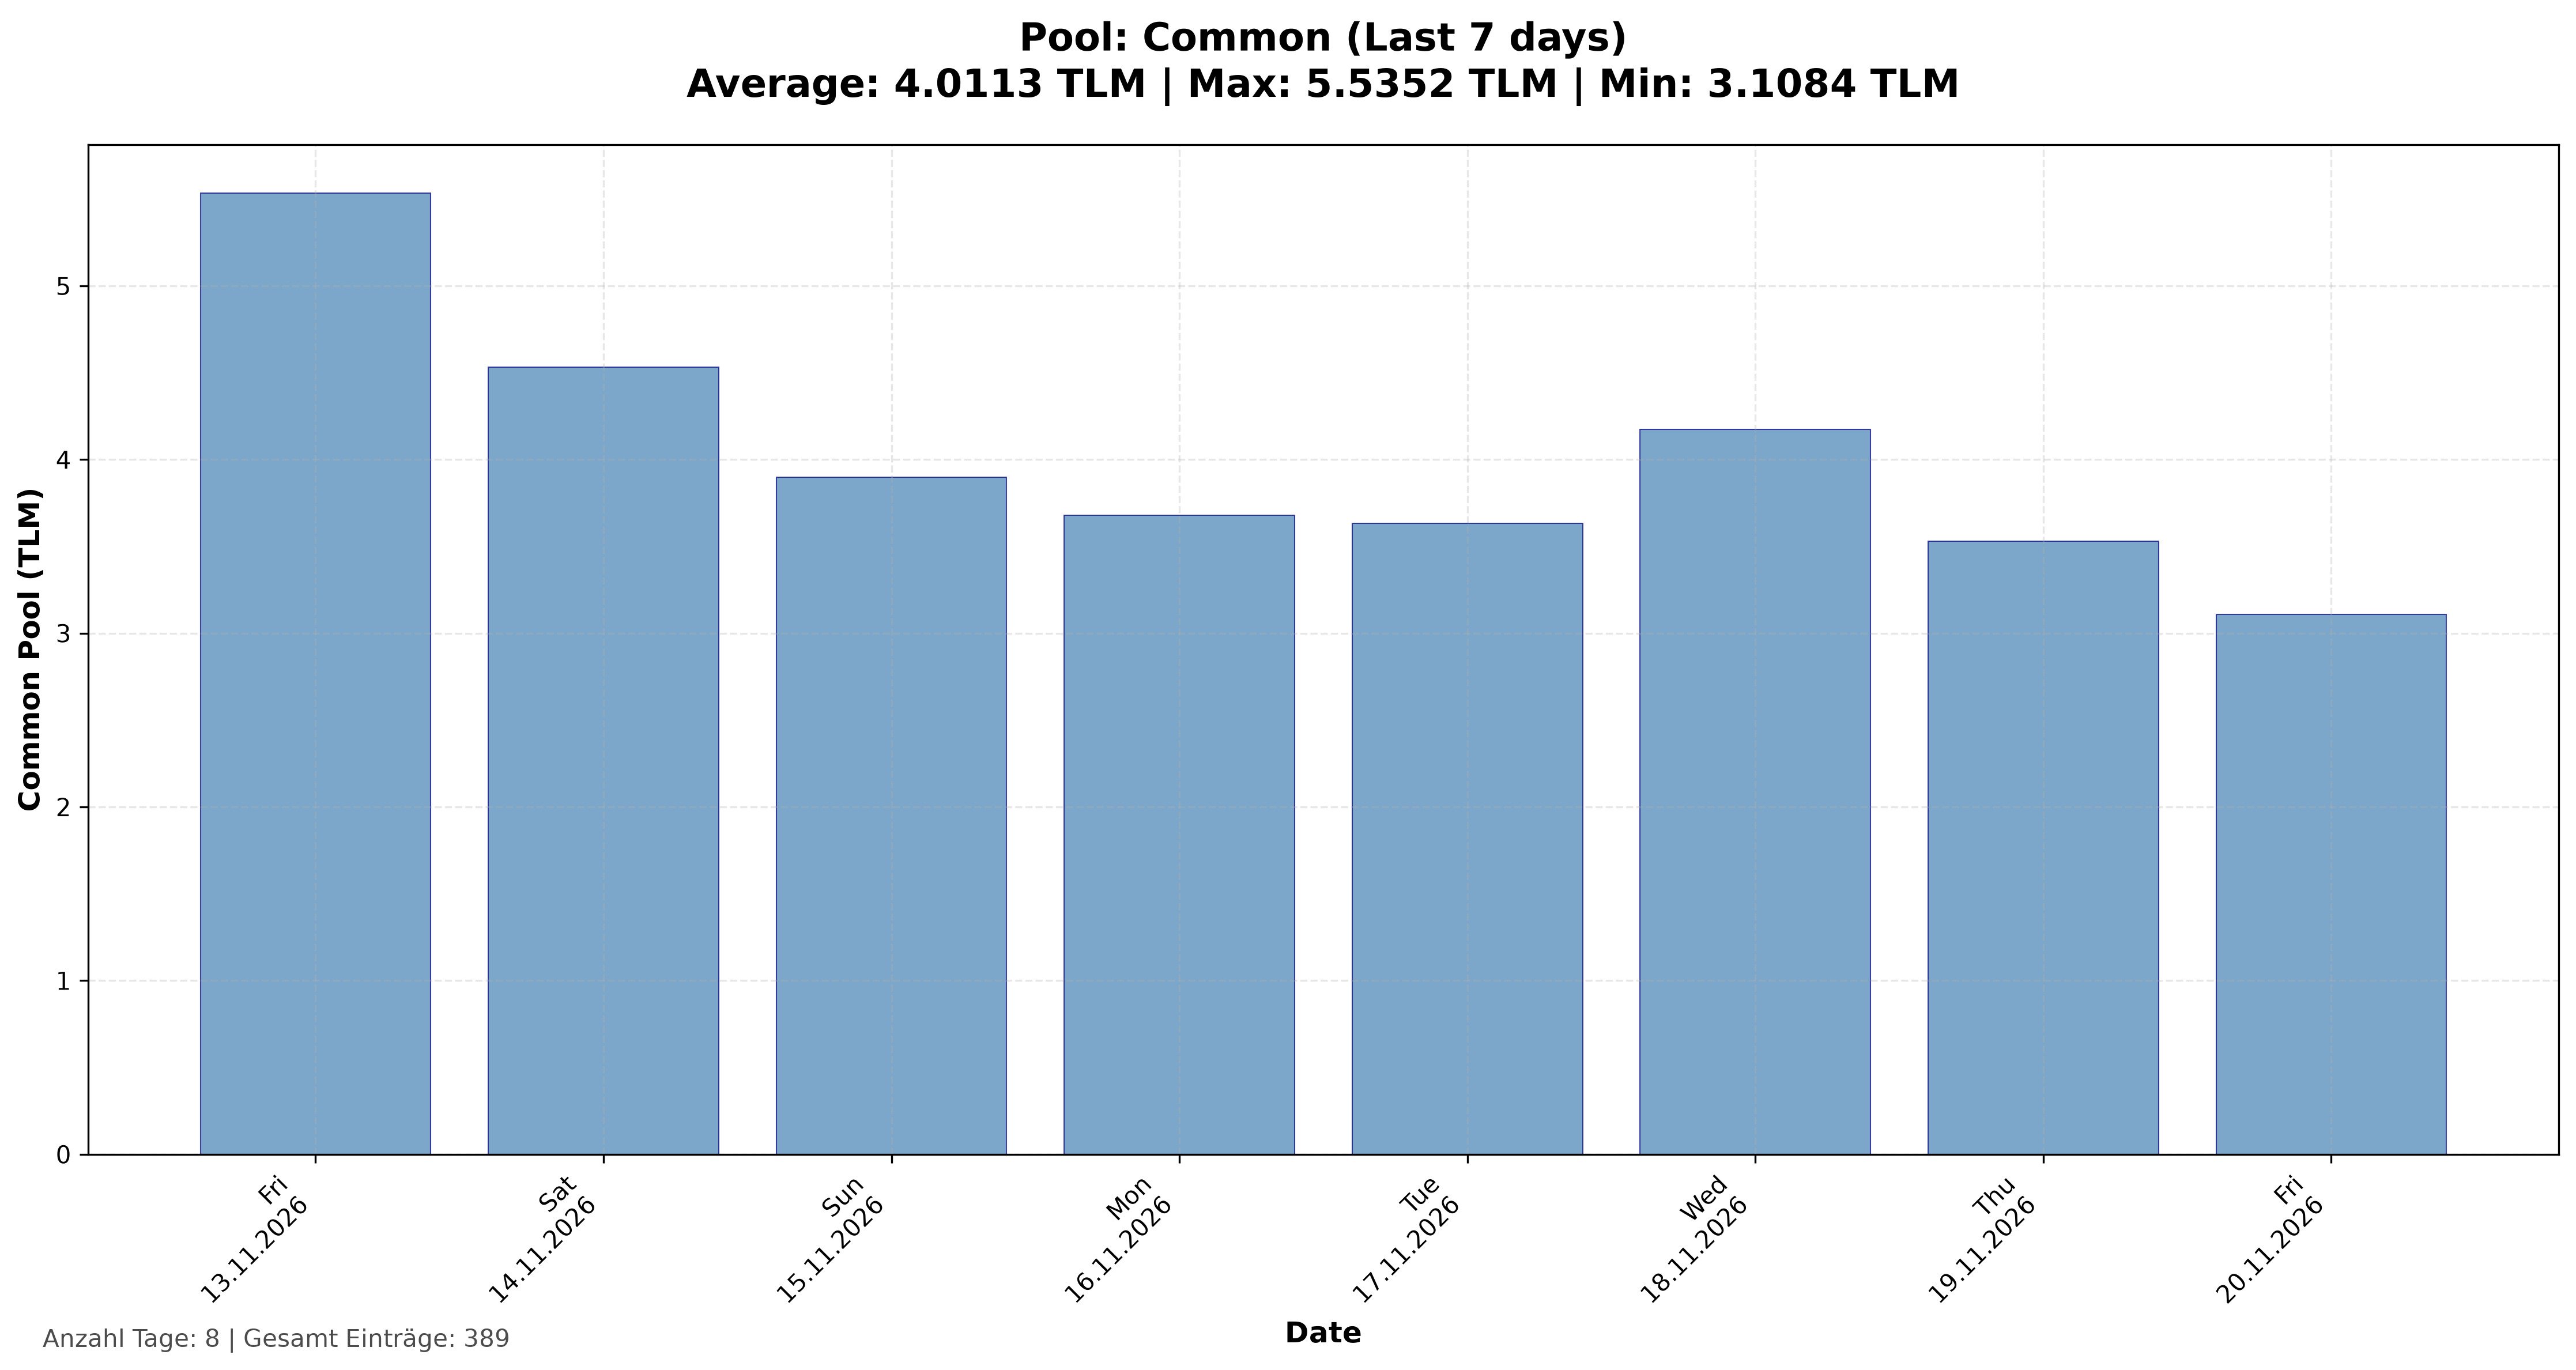 Pool: Common (Last 7 days)
Average: 4.0113 TLM | Max: 5.5352 TLM | Min: 3.1084 TLM
Common Pool (TLM)
5
4
3
2
1
0
Fri
13.11.2026
Sat
14.11.2026
Sun
15.11.2026
Mon
16.11.2026
Tue
17.11.2026
Wed
18.11.2026
Thu
19.11.2026
Fri
20.11.2026
Date
Anzahl Tage: 8 | Gesamt Einträge: 389